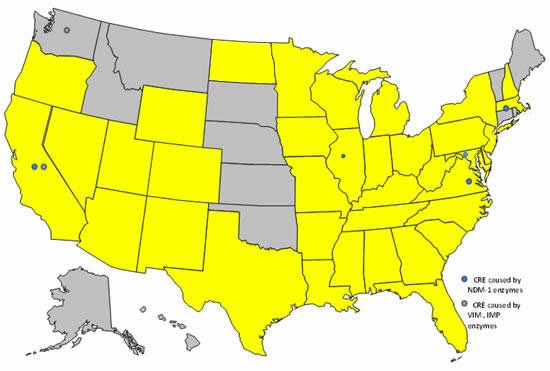 CRE caused by
NDM-1 enzymes
CRE caused by
VIM , IMP
enzymes